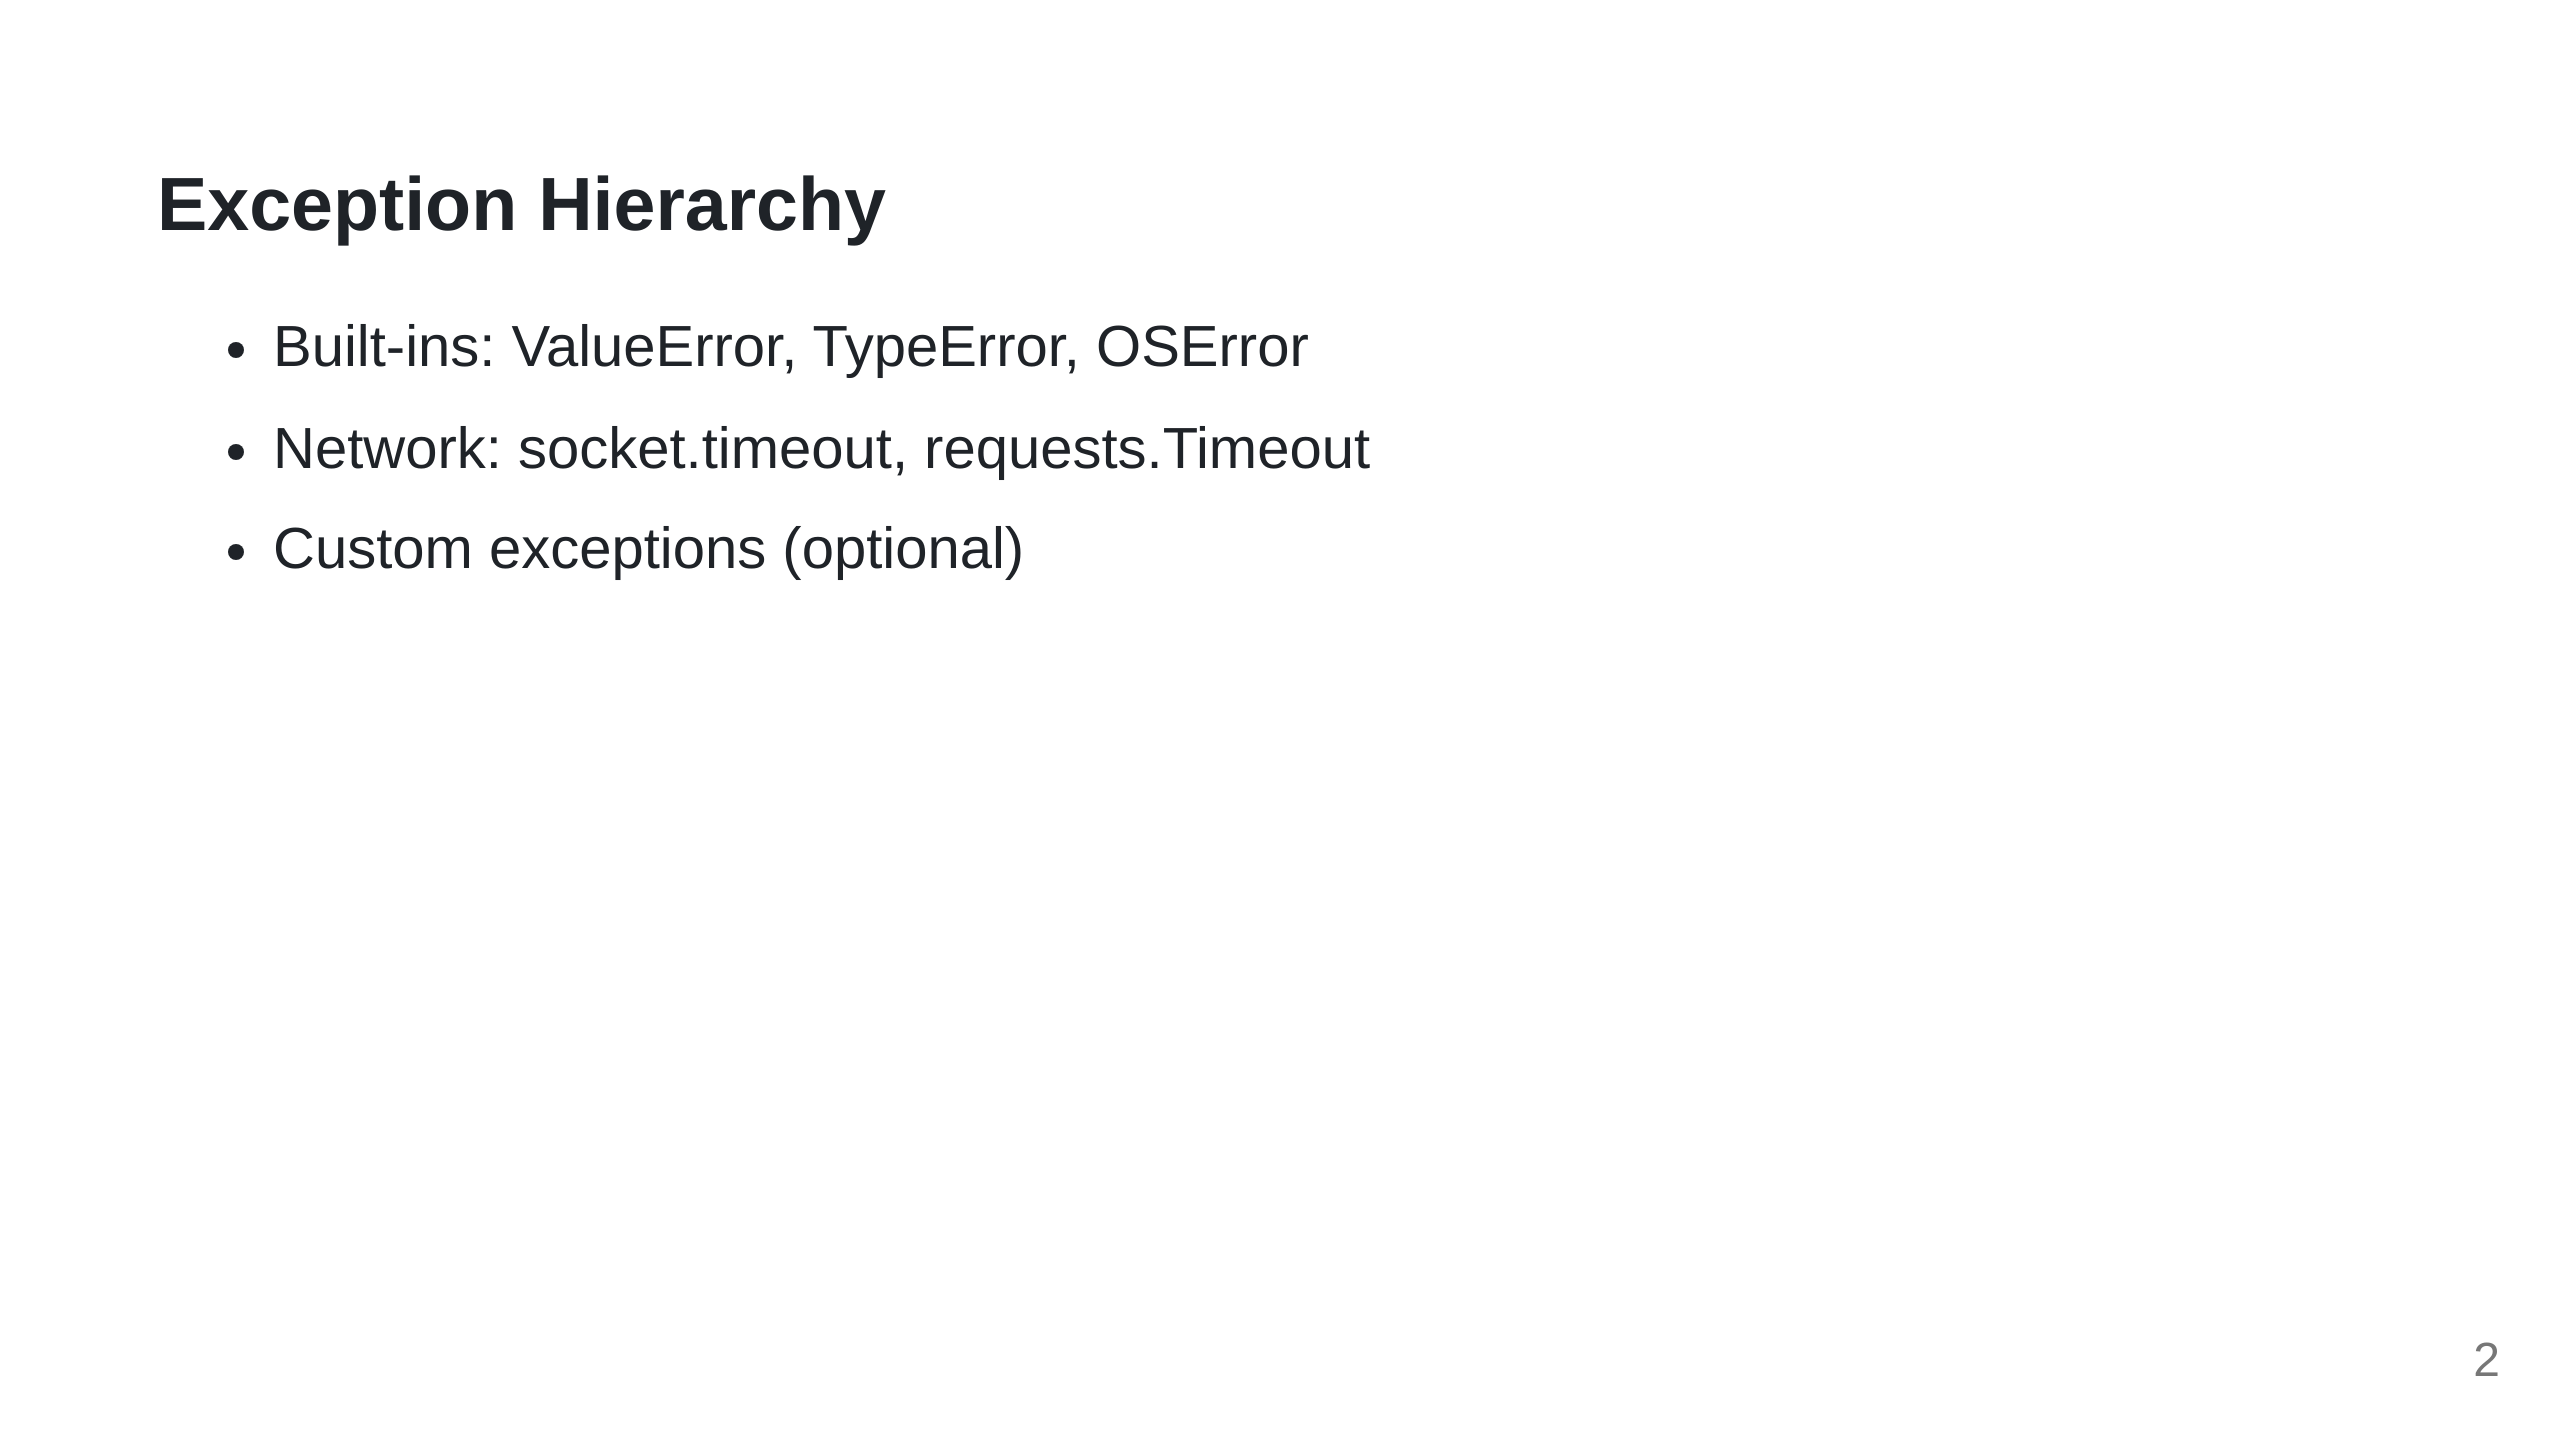 Exception Hierarchy
• Built-ins: ValueError, TypeError, OSError
• Network: socket.timeout, requests.Timeout
• Custom exceptions (optional)
2